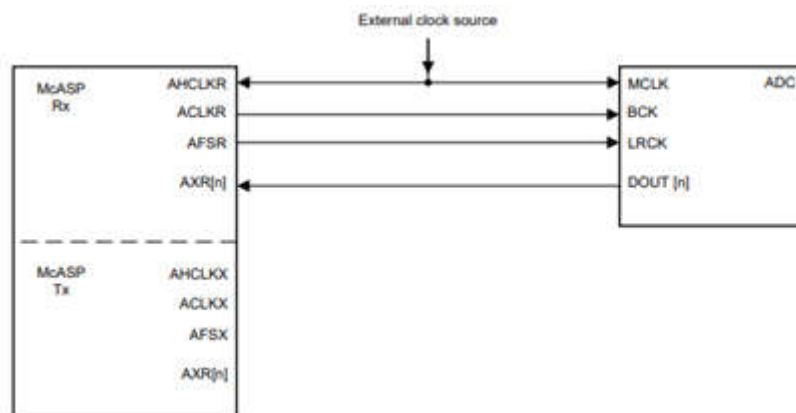 External clock source
McASP
Rx
AHCLKR
ACLKR
AFSR
AXR[n]
MCLK
ADC
BCK
LRCK
DOUT [n]
McASP
Tx
AHCLKX
ACLKX
AFSX
AXR[n]